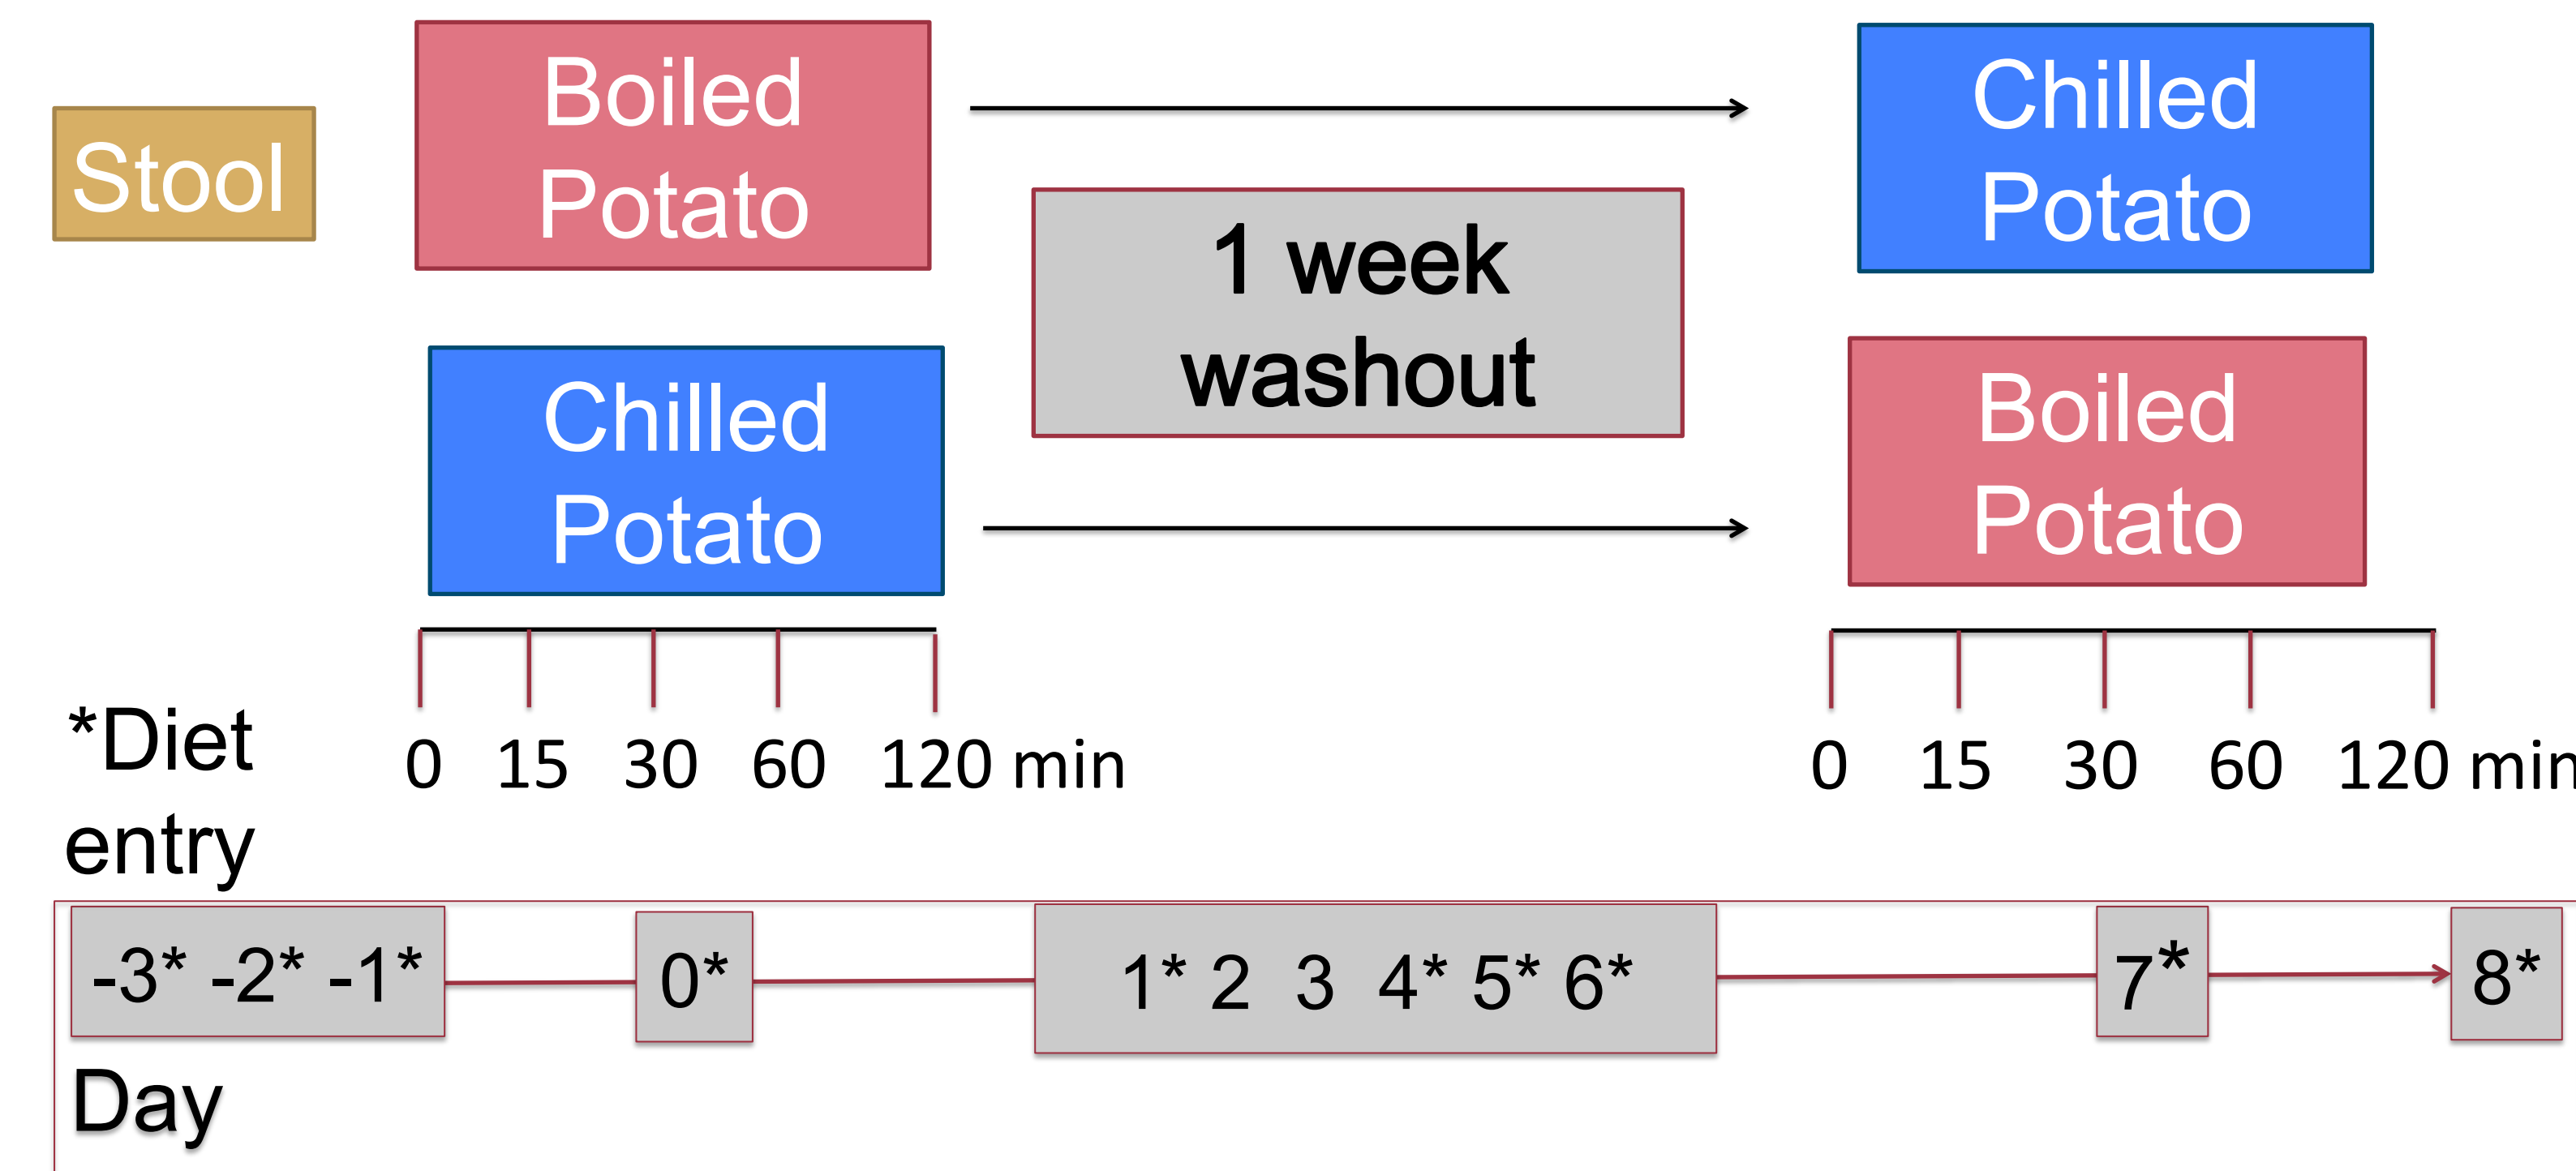 Stool
Boiled
Potato
Chilled
Potato
1 week
washout
Chilled
Potato
Boiled
Potato
*Diet
entry
0 15 30 60 120 min
0 15 30 60 120 min
-3* -2* -1*
0*
1* 2 3 4* 5* 6*
7*
8*
Day